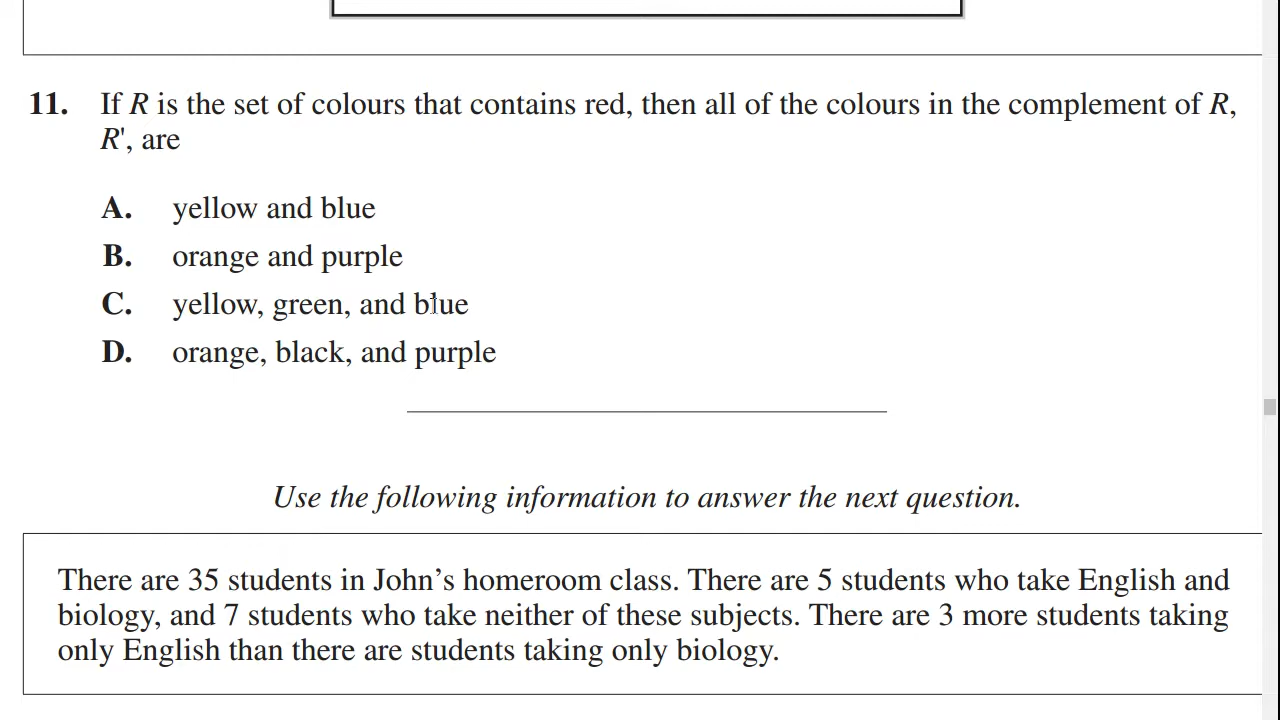 11. If R is the set of colours that contains red, then all of the colours in the complement of R,
R', are
A. yellow and blue
B. orange and purple
C. yellow, green, and blue
D. orange, black, and purple
Use the following information to answer the next question.
There are 35 students in John’s homeroom class. There are 5 students who take English and
biology, and 7 students who take neither of these subjects. There are 3 more students taking
only English than there are students taking only biology.